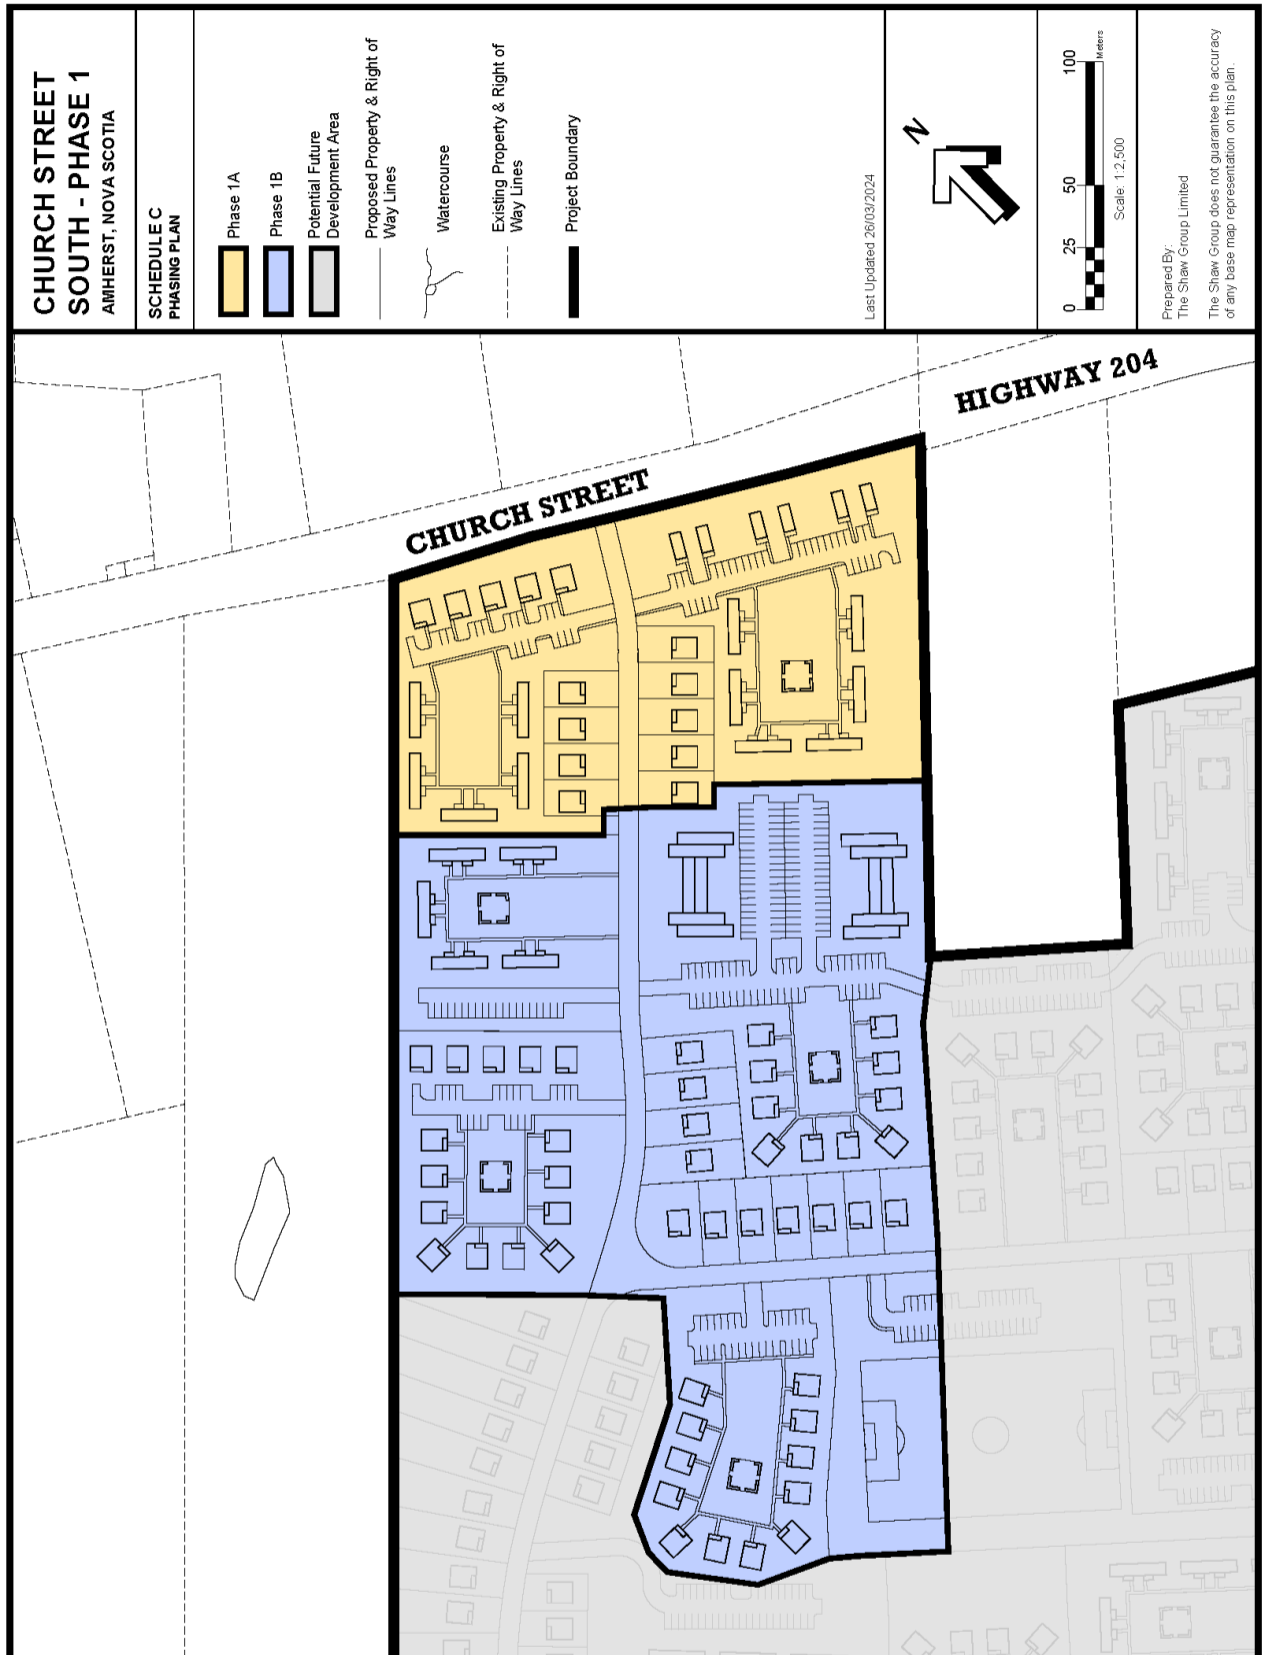 CHURCH STREET
SOUTH - PHASE 1
AMHERST, NOVA SCOTIA
SCHEDULE C
PHASING PLAN
Phase 1A
Phase 1B
Potential Future
Development Area
Proposed Property & Right of
Way Lines
Watercourse
Existing Property & Right of
Way Lines
Project Boundary
Last Updated 26/03/2024
N
0 25 50 100
Meters
Scale: 1:2,500
Prepared By:
The Shaw Group Limited
The Shaw Group does not guarantee the accuracy
of any base map representation on this plan.
HIGHWAY 204
CHURCH STREET